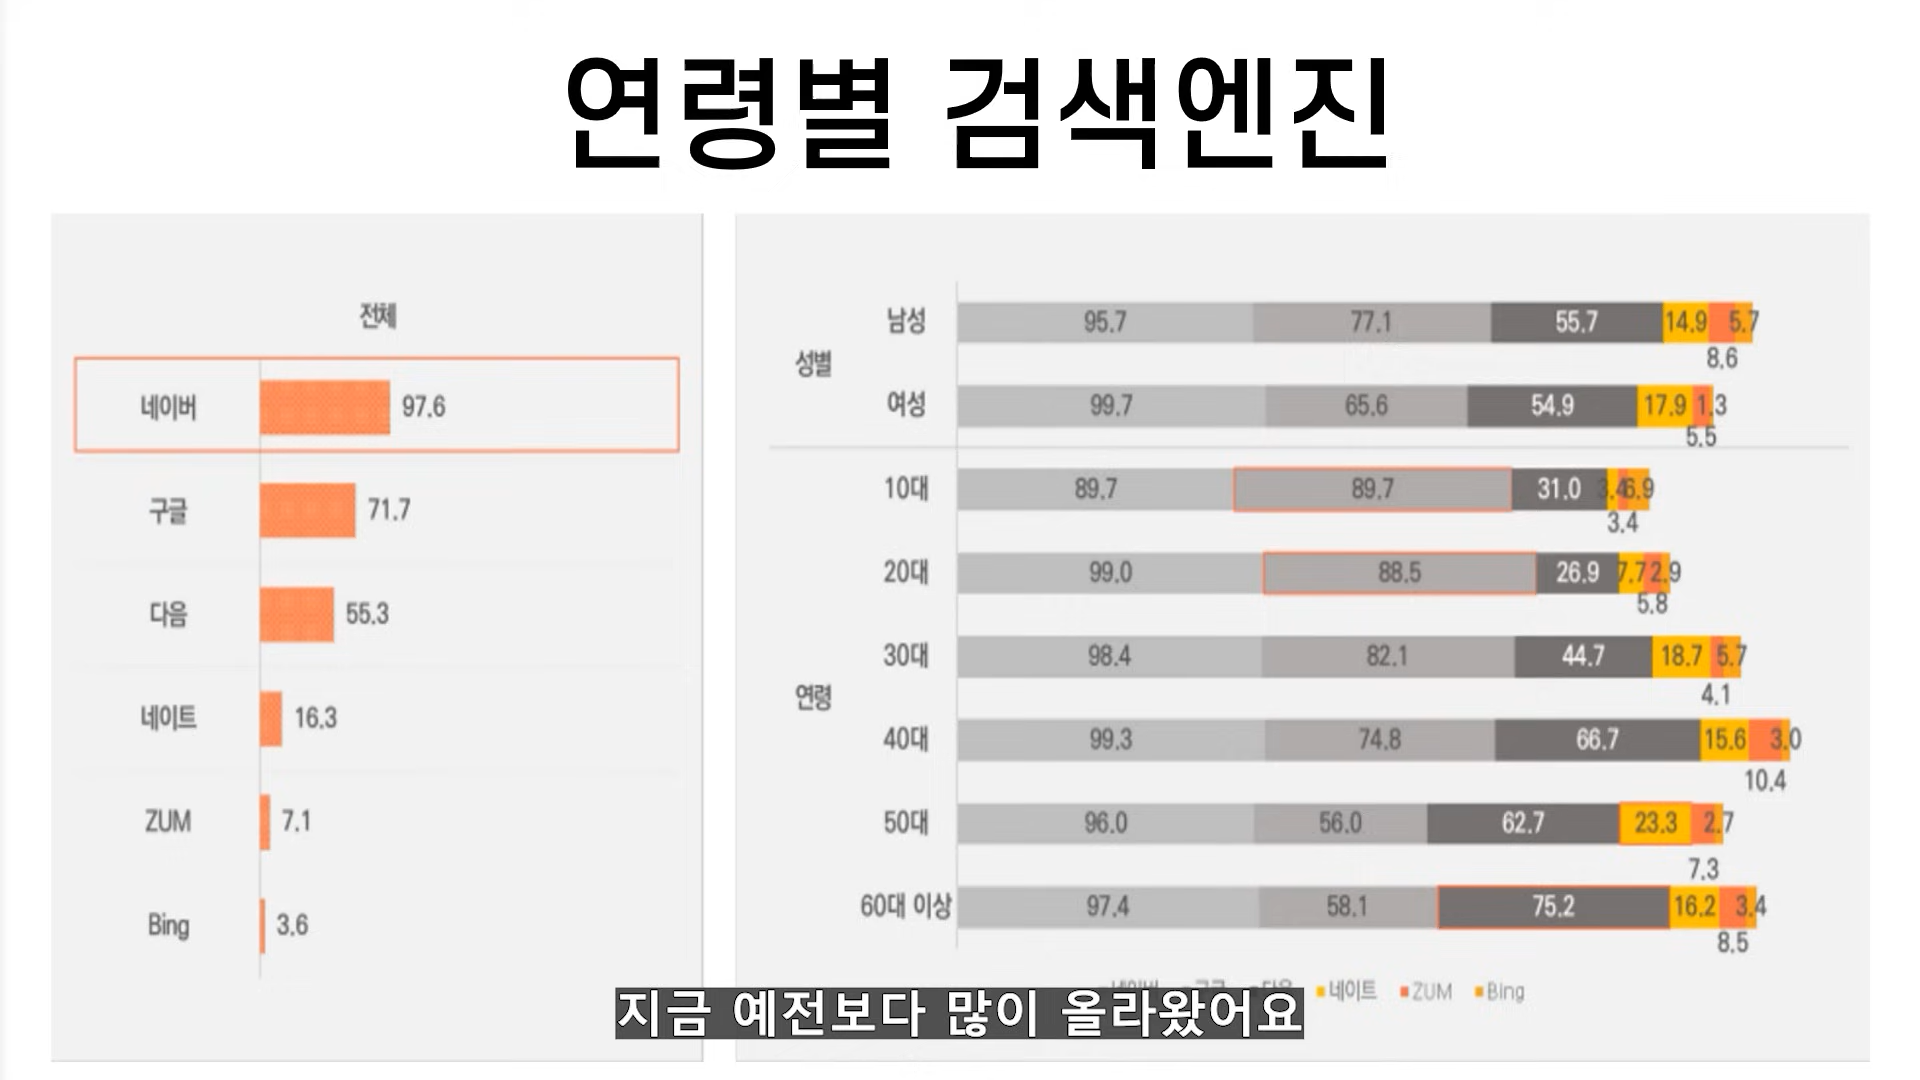 연령별 검색엔진
전체
네이버 97.6
구글 71.7
다음 55.3
네이트 16.3
ZUM 7.1
Bing 3.6
성별
남성 95.7 77.1 55.7 14.9 5.7
8.6
여성 99.7 65.6 54.9 17.9 1.3
5.5
연령
10대 89.7 89.7 31.0 3.4 6.9
3.4
20대 99.0 88.5 26.9 7.7 2.9
5.8
30대 98.4 82.1 44.7 18.7 5.7
4.1
40대 99.3 74.8 66.7 15.6 3.0
10.4
50대 96.0 56.0 62.7 23.3 2.7
7.3
60대 이상 97.4 58.1 75.2 16.2 3.4
8.5
네이트 ZUM Bing
지금 예전보다 많이 올라왔어요